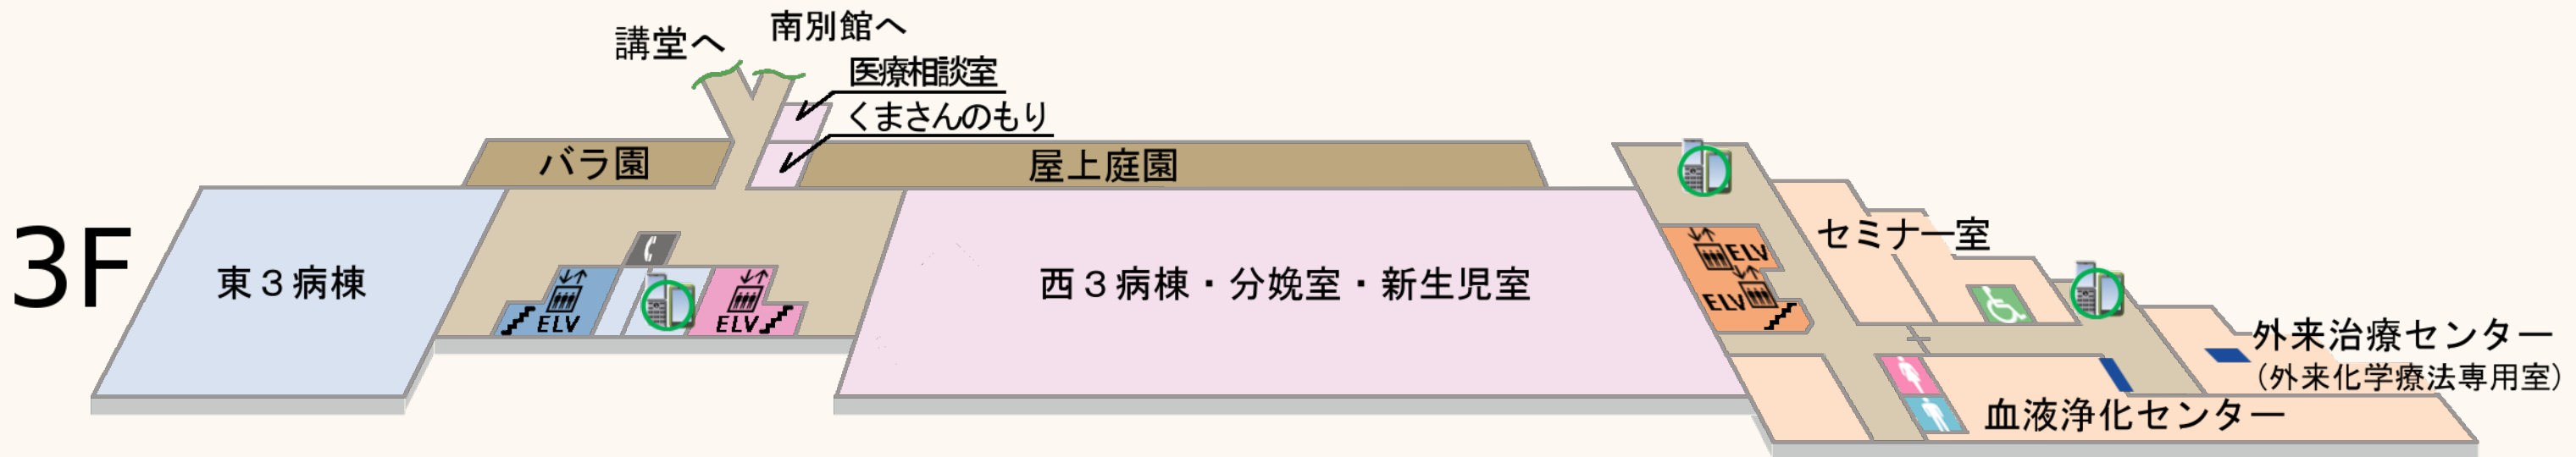 講堂へ
南別館へ
医療相談室
くまさんのもり
バラ園
屋上庭園
3F
東３病棟
ELV
ELV
西３病棟・分娩室・新生児室
ELV
ELV
セミナー室
外来治療センター
（外来化学療法専用室）
血液浄化センター